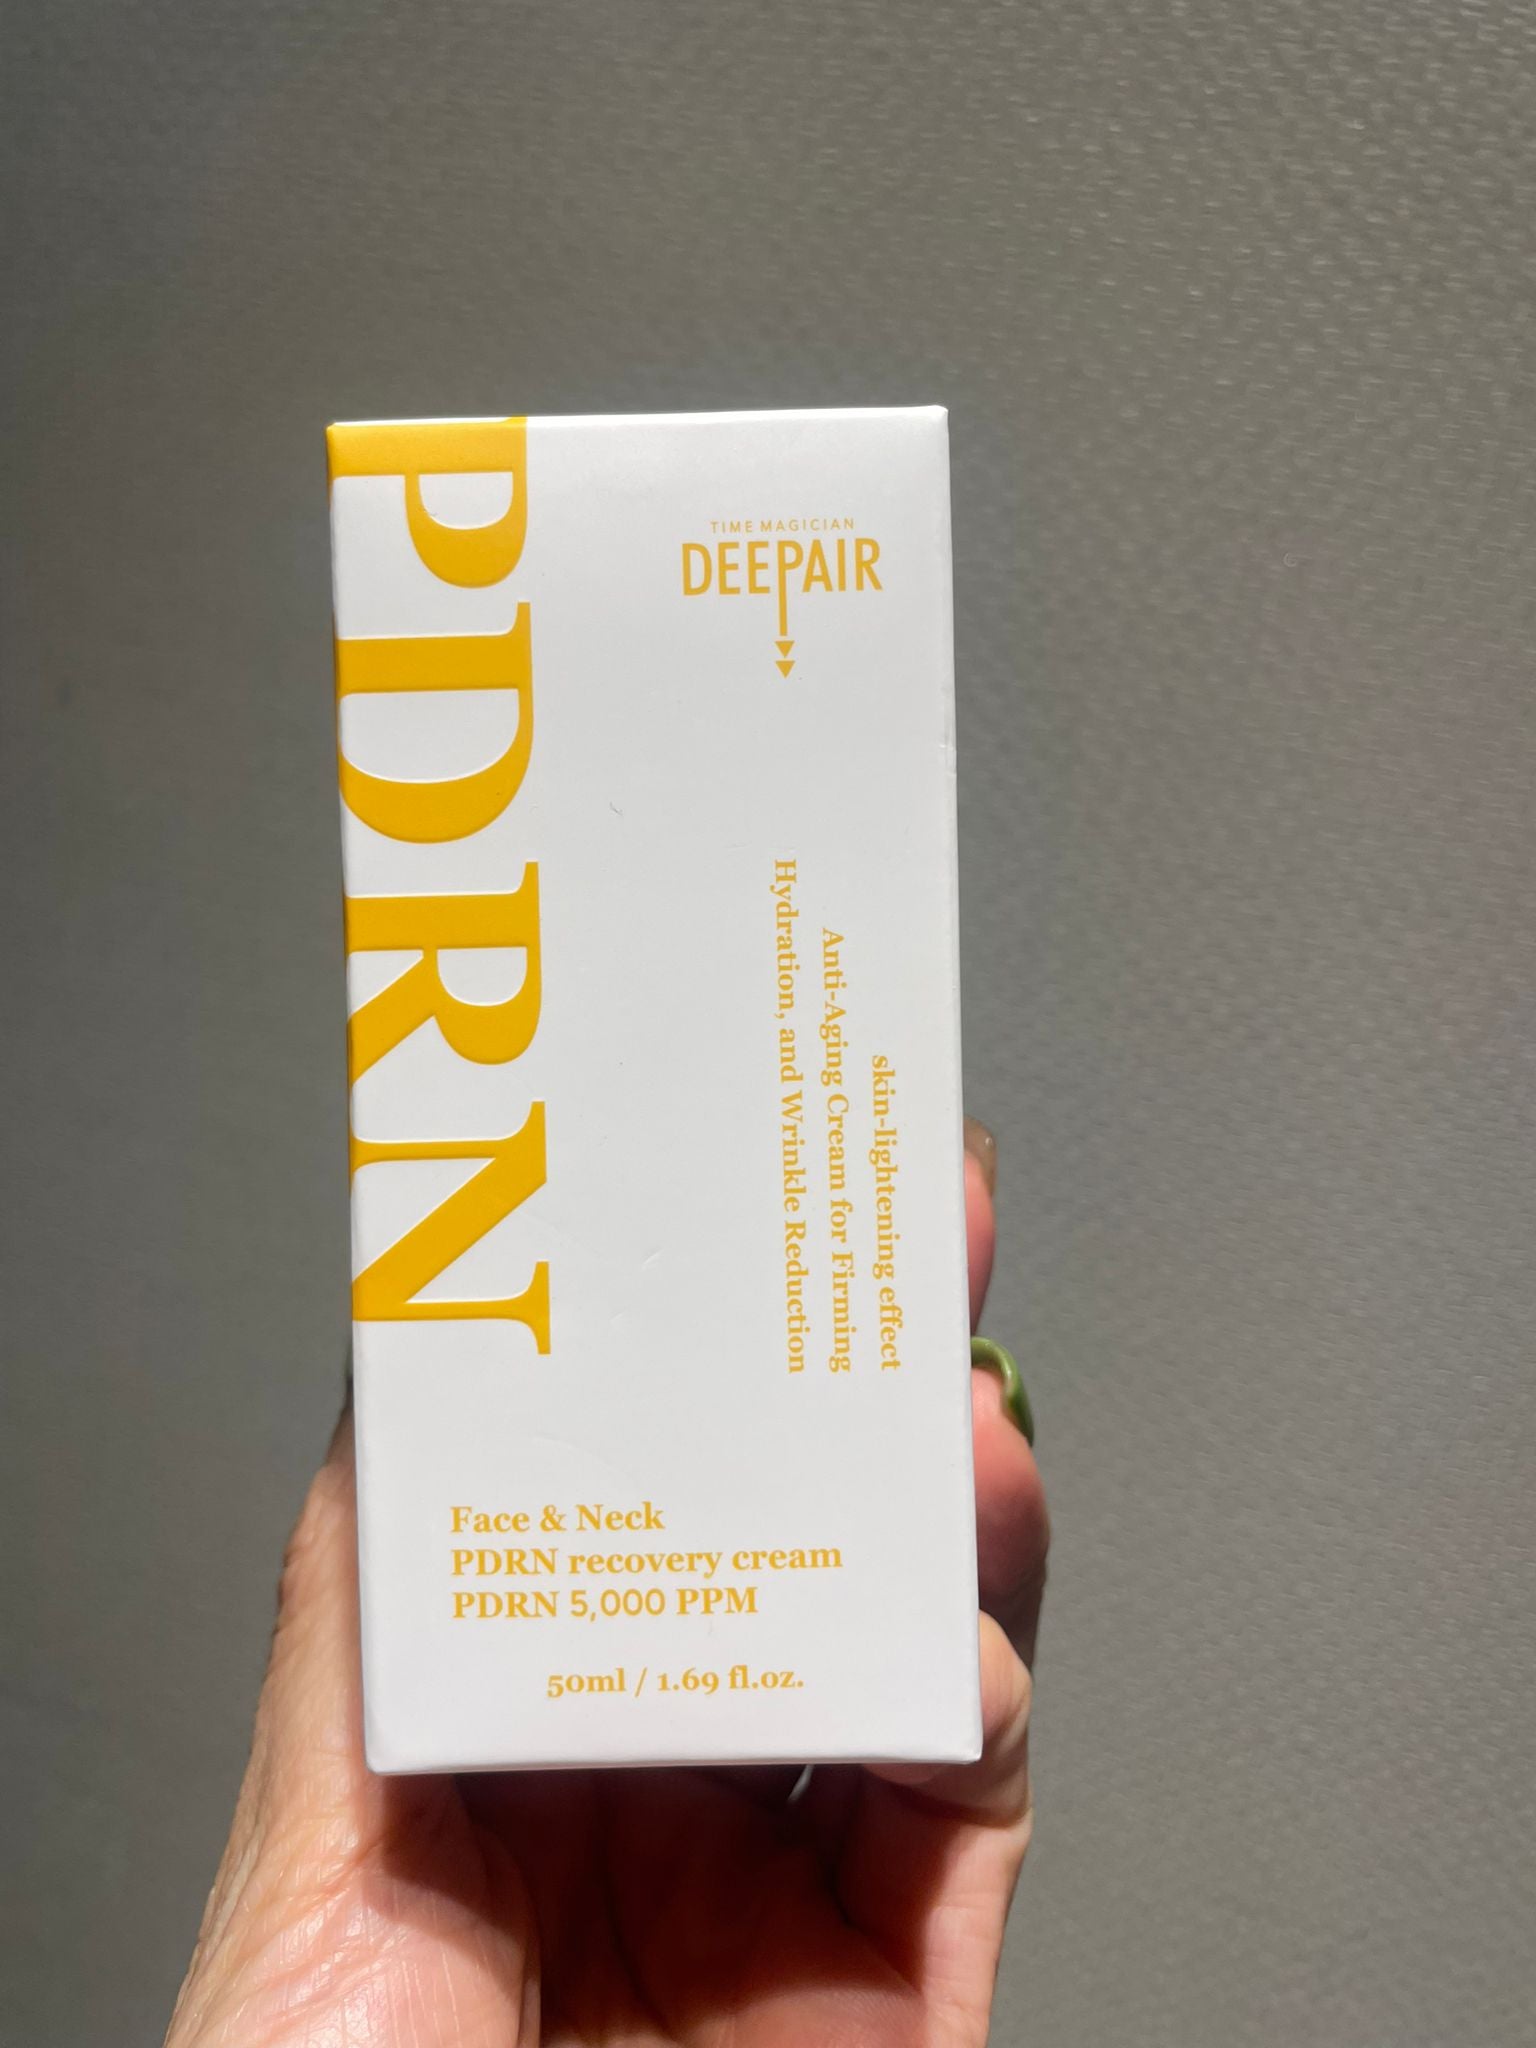 PDRN
TIME MAGICIAN
DEEPAIR
skin-lightening effect
Anti-Aging Cream for Firming
Hydration, and Wrinkle Reduction
Face & Neck
PDRN recovery cream
PDRN 5,000 PPM
50ml / 1.69 fl.oz.